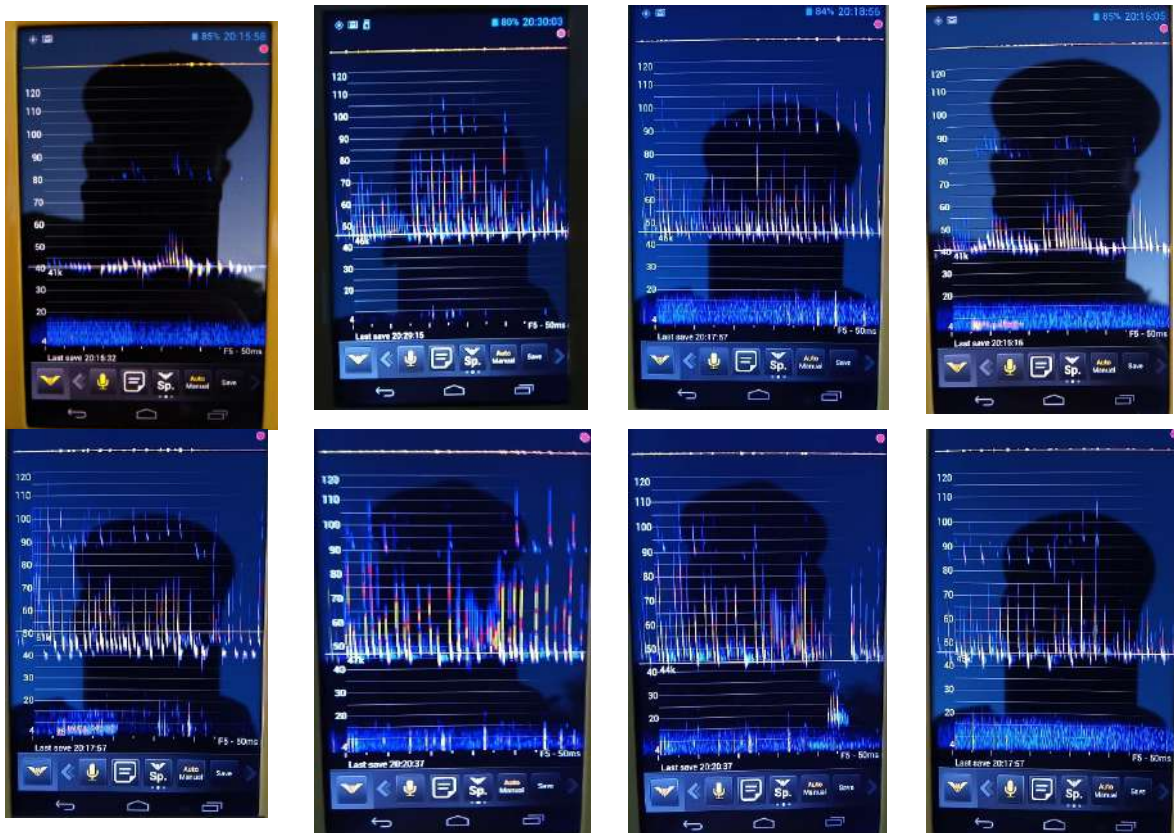 85% 20:15:58
120
110
100
90
80
70
60
50
40
41k
30
20
4
F5 - 50ms
Last save 20:15:32
Sp.
Auto
Manual
Save
80% 20:30:03
120
110
100
90
80
70
60
50
46k
40
30
20
4
F5 - 50ms
Last save 20:29:15
Sp.
Auto
Manual
Save
84% 20:18:56
120
110
100
90
80
70
60
50
46k
40
30
20
4
F5 - 50ms
Last save 20:17:57
Sp.
Auto
Manual
Save
85% 20:16:05
120
110
100
90
80
70
60
50
40
41k
30
20
4
F5 - 50ms
Last save 20:15:16
Sp.
Auto
Manual
Save
120
110
100
90
80
70
60
50
51k
40
30
20
4
F5 - 50ms
Last save 20:17:57
Sp.
Auto
Manual
Save
120
110
100
90
80
70
60
50
47k
40
30
20
4
F5 - 50ms
Last save 20:20:37
Sp.
Auto
Manual
Save
120
110
100
90
80
70
60
50
40
44k
30
20
4
F5 - 50ms
Last save 20:20:37
Sp.
Auto
Manual
Save
120
110
100
90
80
70
60
50
40
30
20
4
F5 - 50ms
Last save 20:17:57
Sp.
Auto
Manual
Save